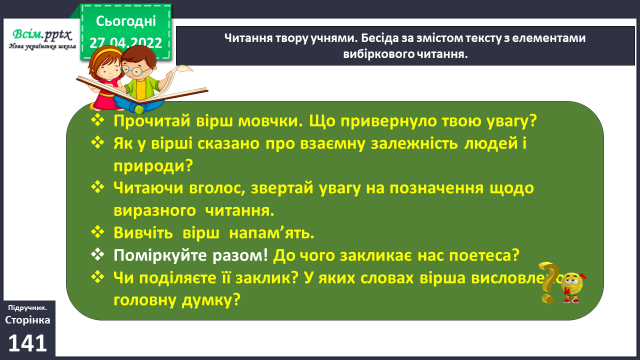 Всім.pptx
Нова українська школа
Сьогодні
27.04.2022
Читання твору учнями. Бесіда за змістом тексту з елементами
вибіркового читання.
❖ Прочитай вірш мовчки. Що привернуло твою увагу?
❖ Як у вірші сказано про взаємну залежність людей і
природи?
❖ Читаючи вголос, звертай увагу на позначення щодо
виразного читання.
❖ Вивчіть вірш напам’ять.
❖ Поміркуйте разом! До чого закликає нас поетеса?
❖ Чи поділяєте її заклик? У яких словах вірша
головну думку?
Підручник.
Сторінка
141